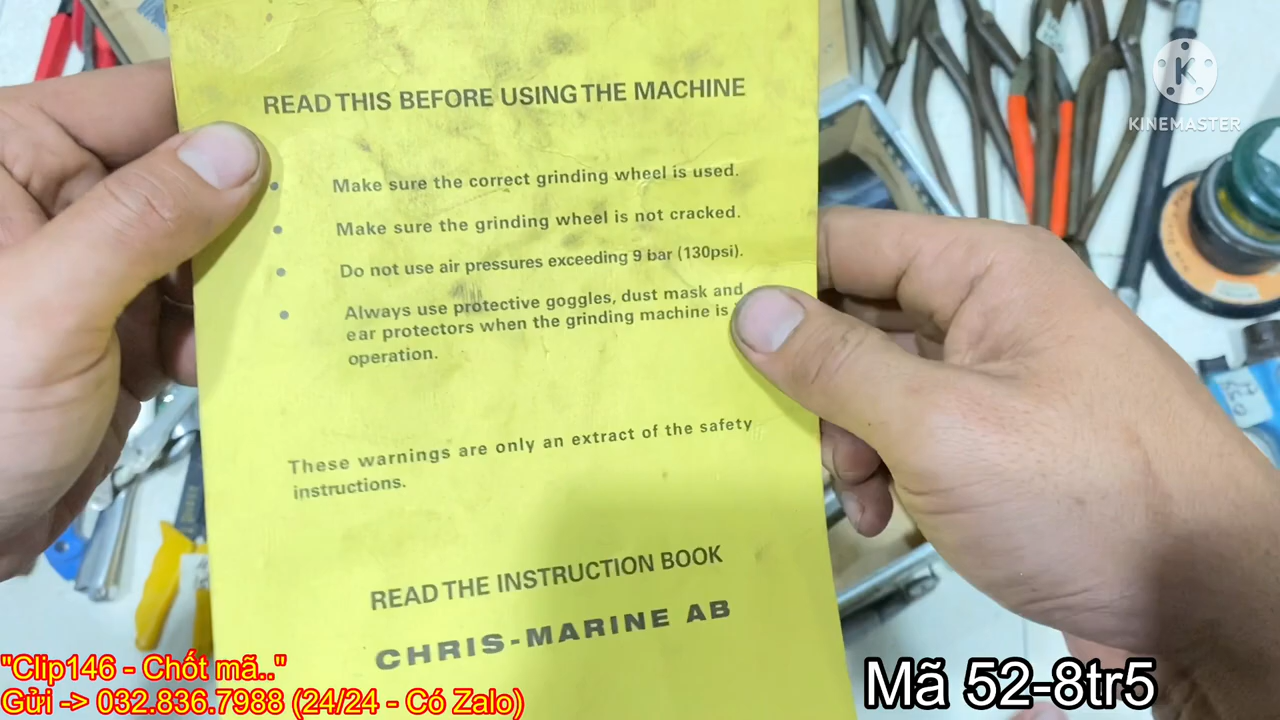 READ THIS BEFORE USING THE MACHINE
• Make sure the correct grinding wheel is used.
• Make sure the grinding wheel is not cracked.
• Do not use air pressures exceeding 9 bar (130psi).
• Always use protective goggles, dust mask and
ear protectors when the grinding machine is
operation.
These warnings are only an extract of the safety
instructions.
READ THE INSTRUCTION BOOK
CHRIS-MARINE AB
K
KINEMASTER
"Clip146 - Chốt mã.."
Gửi -> 032.836.7988 (24/24 - Có Zalo)
Mã 52-8tr5